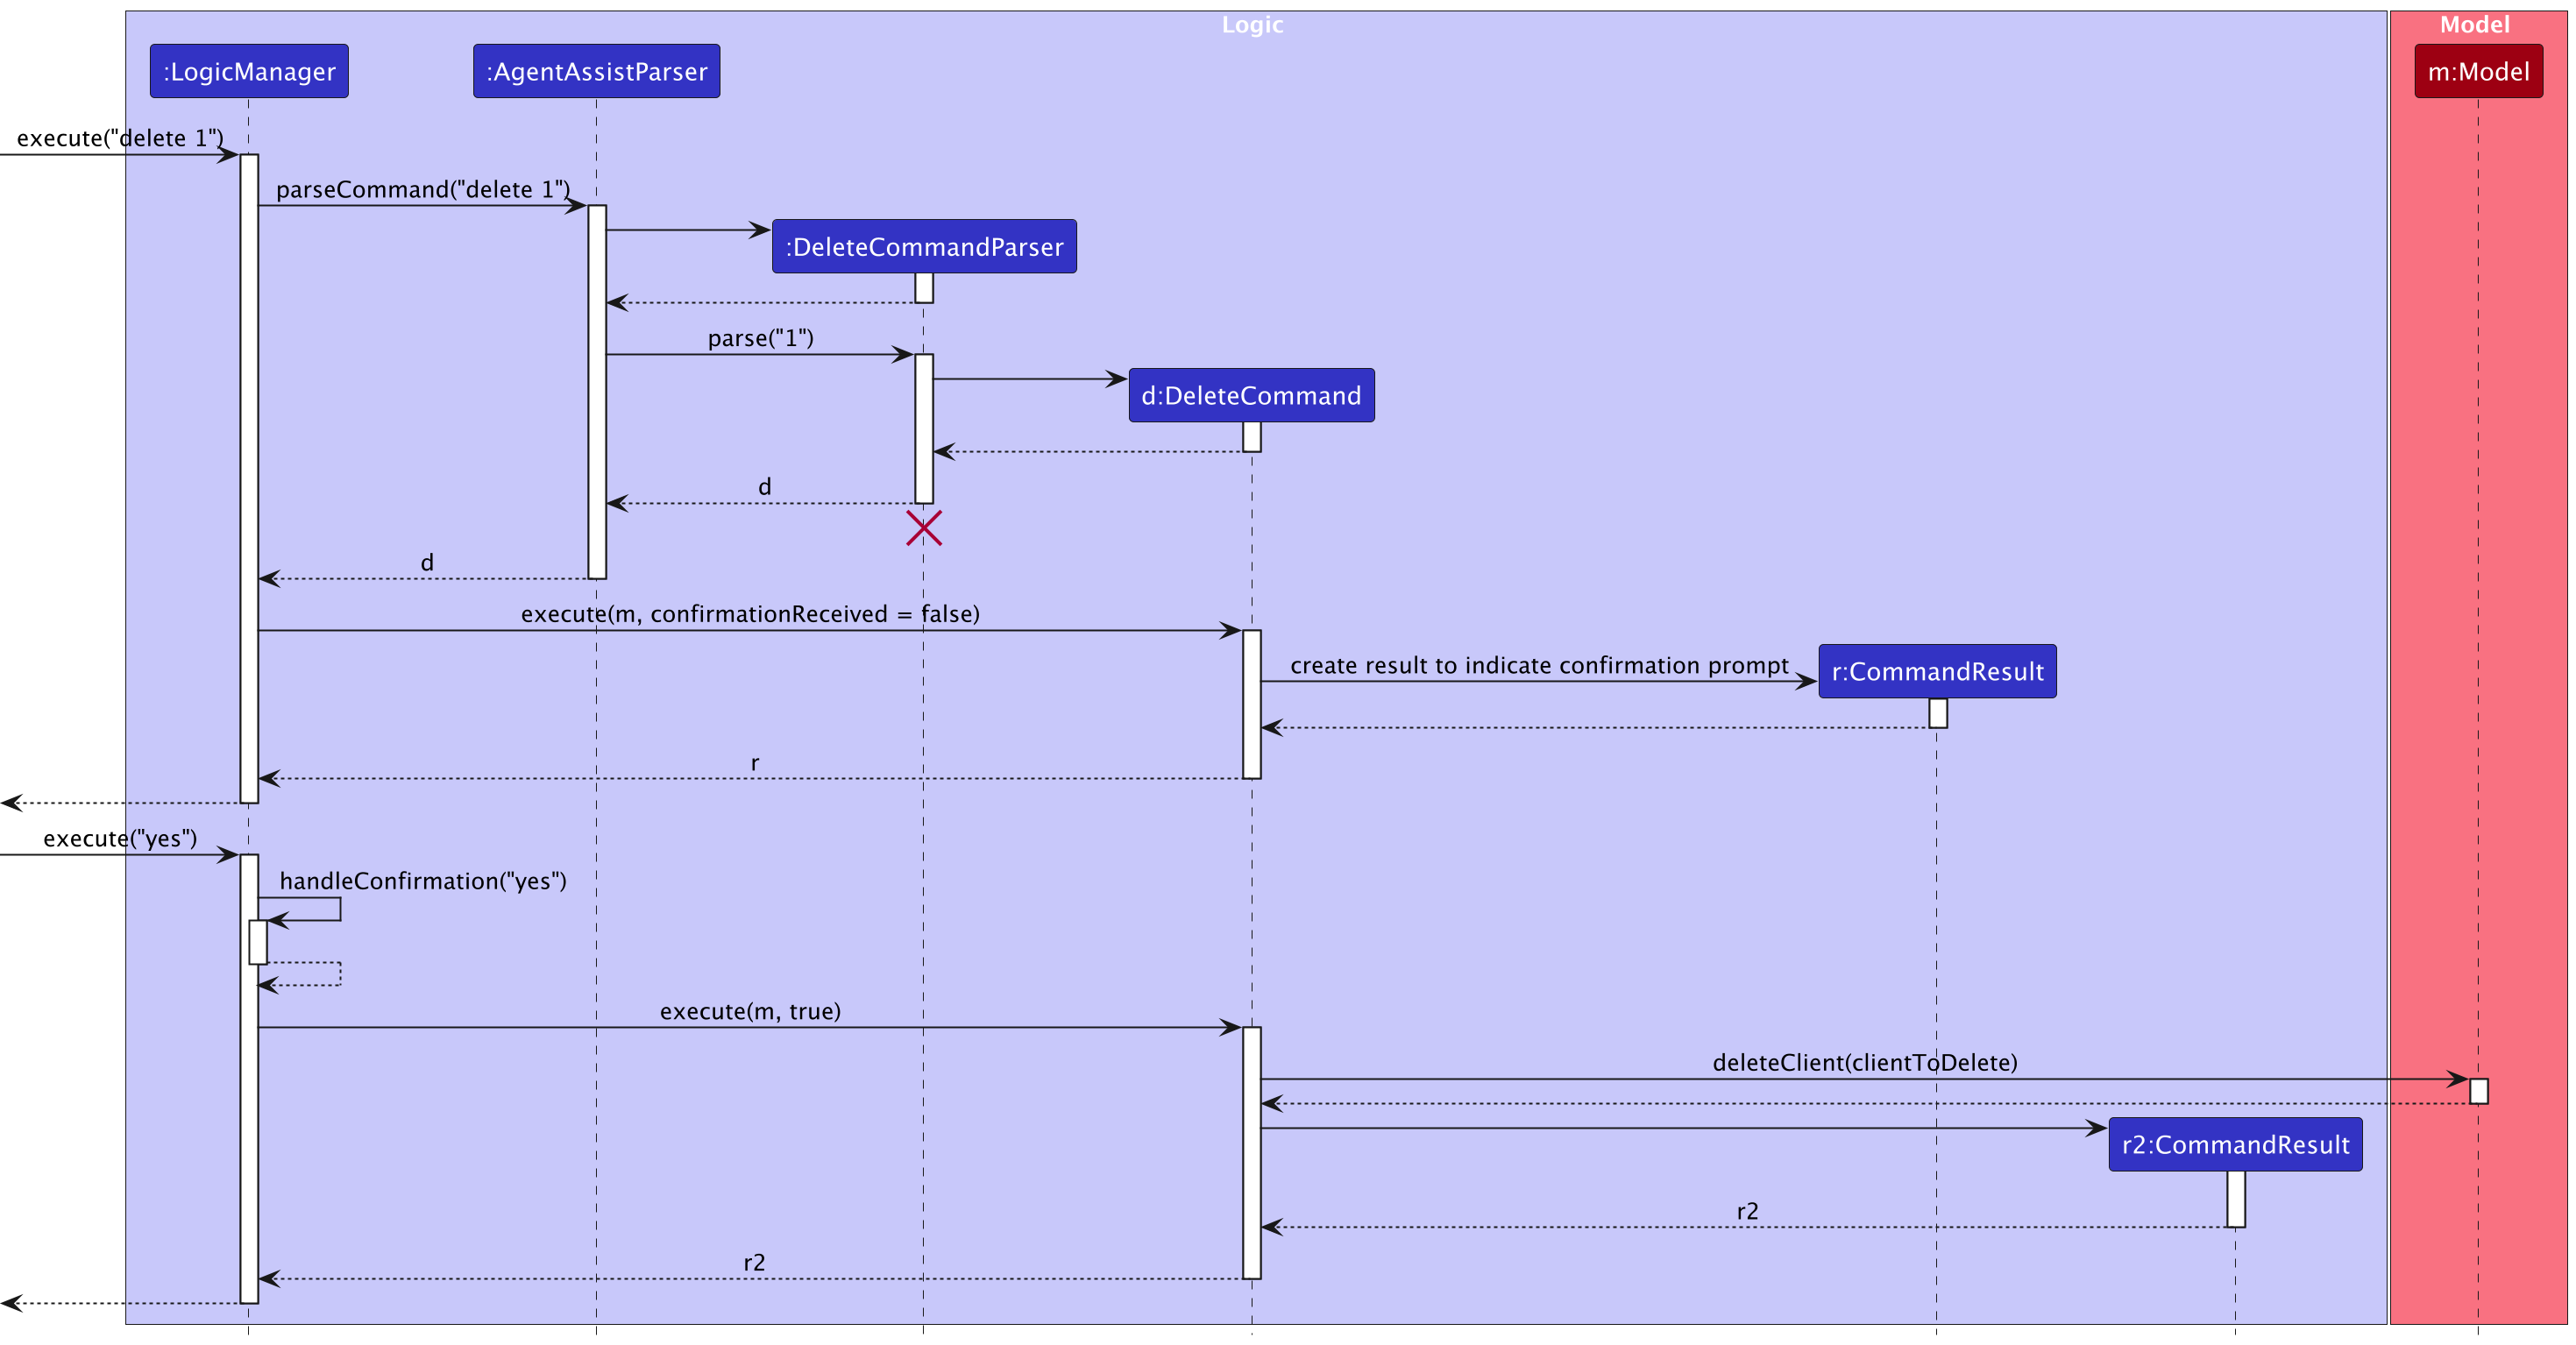 Logic
Model
:LogicManager
:AgentAssistParser
m:Model
execute("delete 1")
parseCommand("delete 1")
:DeleteCommandParser
parse("1")
d:DeleteCommand
d
d
execute(m, confirmationReceived = false)
create result to indicate confirmation prompt
r:CommandResult
r
execute("yes")
handleConfirmation("yes")
execute(m, true)
deleteClient(clientToDelete)
r2:CommandResult
r2
r2